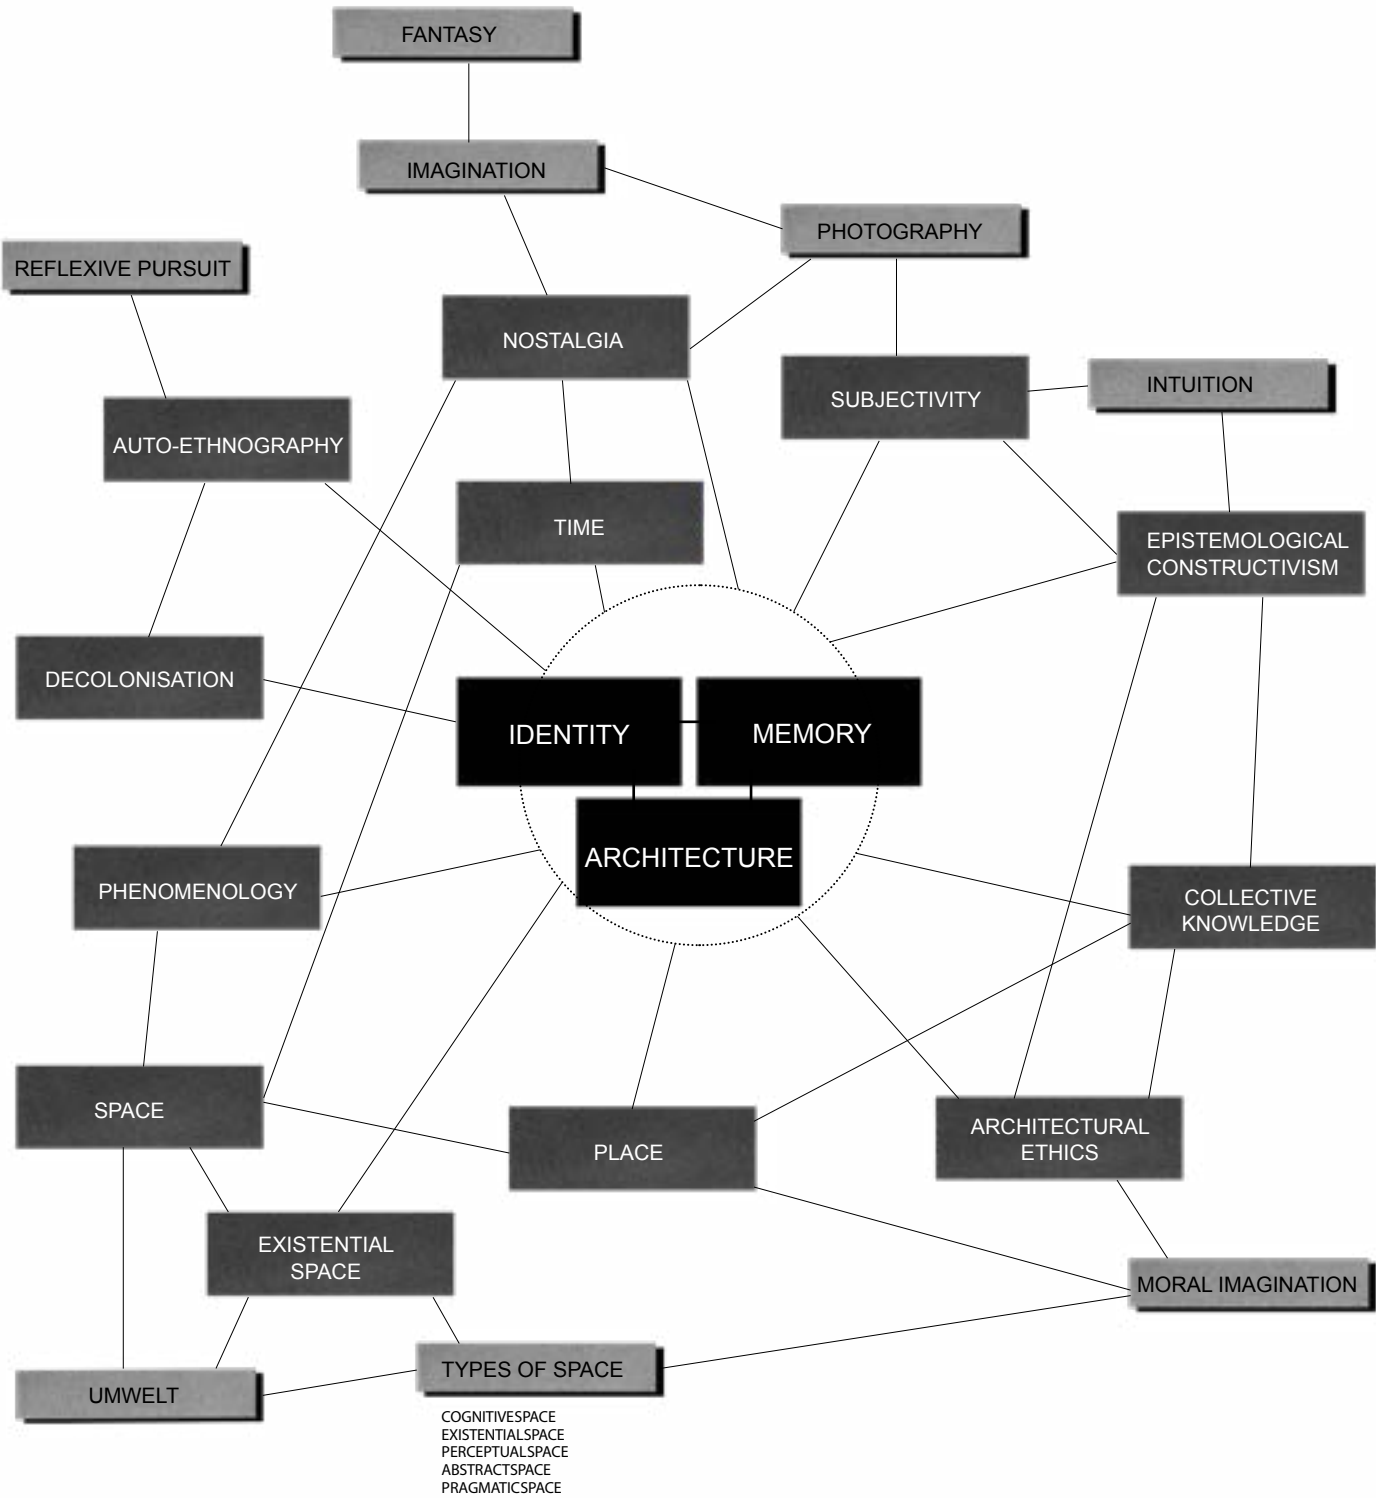 FANTASY
IMAGINATION
PHOTOGRAPHY
REFLEXIVE PURSUIT
NOSTALGIA
SUBJECTIVITY
INTUITION
AUTO-ETHNOGRAPHY
TIME
EPISTEMOLOGICAL
CONSTRUCTIVISM
DECOLONISATION
IDENTITY
MEMORY
ARCHITECTURE
PHENOMENOLOGY
COLLECTIVE
KNOWLEDGE
SPACE
PLACE
ARCHITECTURAL
ETHICS
EXISTENTIAL
SPACE
MORAL IMAGINATION
UMWELT
TYPES OF SPACE
COGNITIVESPACE
EXISTENTIALSPACE
PERCEPTUALSPACE
ABSTRACTSPACE
PRAGMATICSPACE